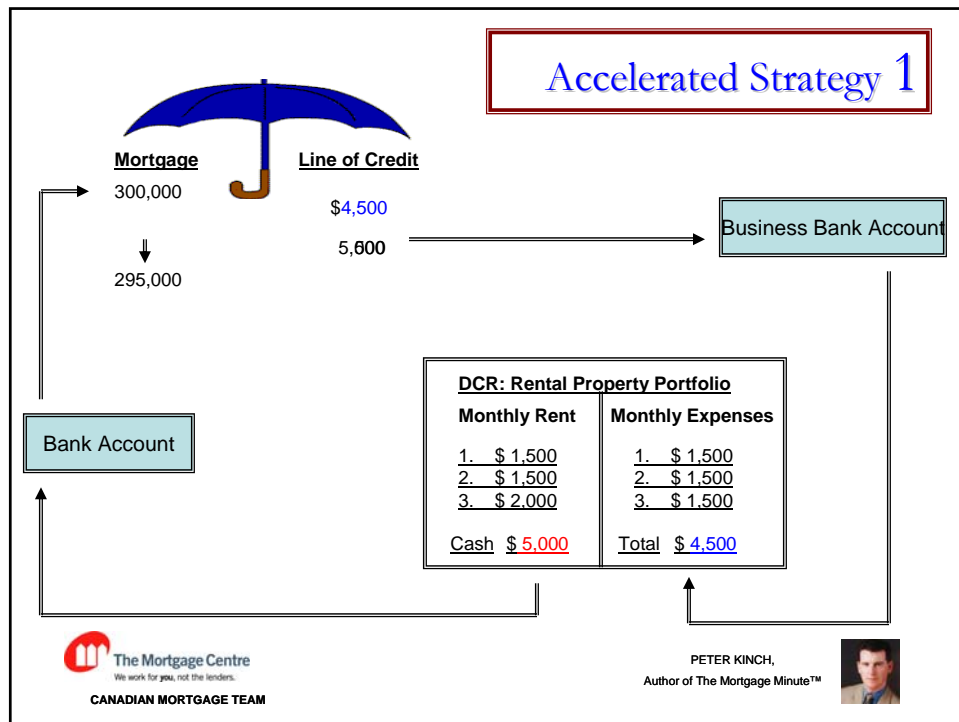 Accelerated Strategy 1
Mortgage
Line of Credit
300,000
$4,500
295,000
Business Bank Account
Bank Account
DCR: Rental Property Portfolio
Monthly Rent
Monthly Expenses
1. $ 1,500
1. $ 1,500
2. $ 1,500
2. $ 1,500
3. $ 2,000
3. $ 1,500
Cash $ 5,000
Total $ 4,500
The Mortgage Centre
We work for you, not the lenders.
CANADIAN MORTGAGE TEAM
PETER KINCH,
Author of The Mortgage Minute™